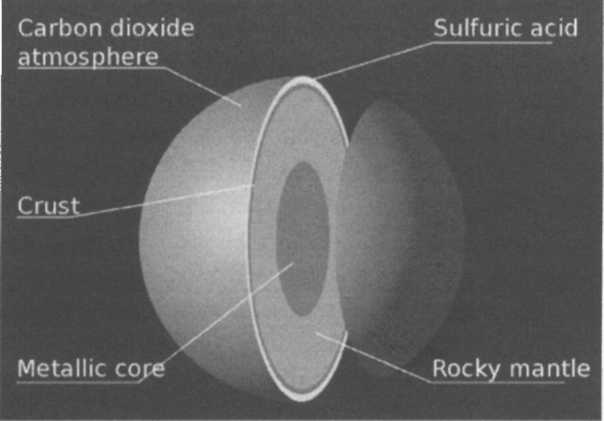 Carbon dioxide
atmosphere
Sulfuric acid
Crust
Metallic core
Rocky mantle